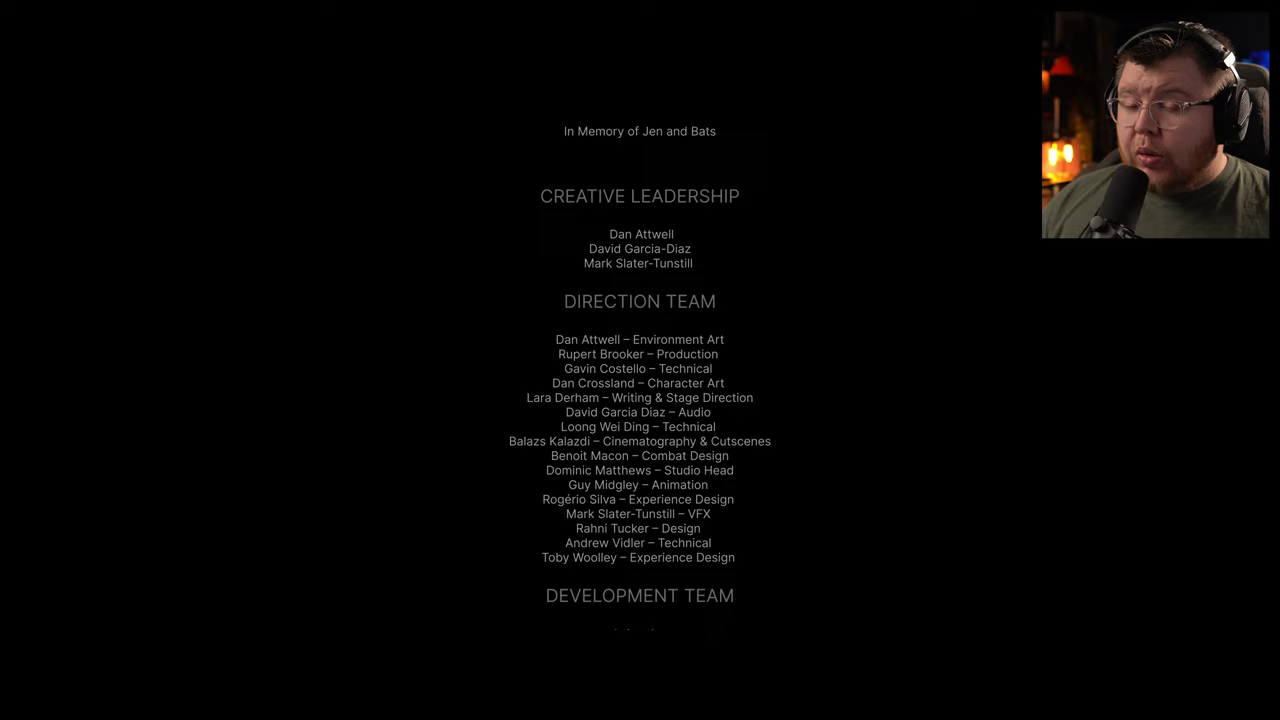 In Memory of Jen and Bats
CREATIVE LEADERSHIP
Dan Attwell
David Garcia-Diaz
Mark Slater-Tunstill
DIRECTION TEAM
Dan Attwell – Environment Art
Rupert Brooker – Production
Gavin Costello – Technical
Dan Crossland – Character Art
Lara Derham – Writing & Stage Direction
David Garcia Diaz – Audio
Loong Wei Ding – Technical
Balazs Kalazdi – Cinematography & Cutscenes
Benoit Macon – Combat Design
Dominic Matthews – Studio Head
Guy Midgley – Animation
Rogério Silva – Experience Design
Mark Slater-Tunstill – VFX
Rahni Tucker – Design
Andrew Vidler – Technical
Toby Woolley – Experience Design
DEVELOPMENT TEAM